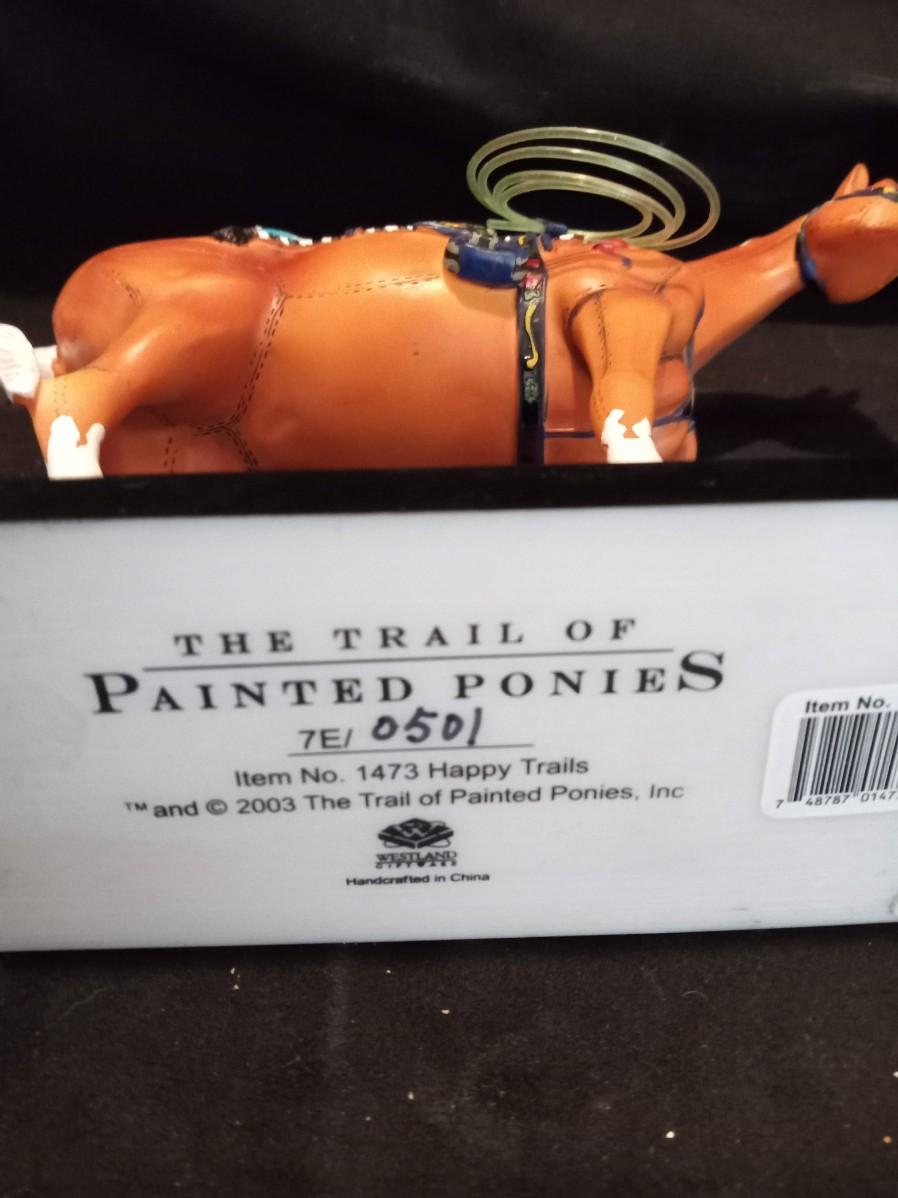 THE TRAIL OF
PAINTED PONIES
7E/ 0501
Item No. 1473 Happy Trails
™ and © 2003 The Trail of Painted Ponies, Inc
WESTLAND
GIFTWARE
Handcrafted in China
Item No.
7 48787 0147